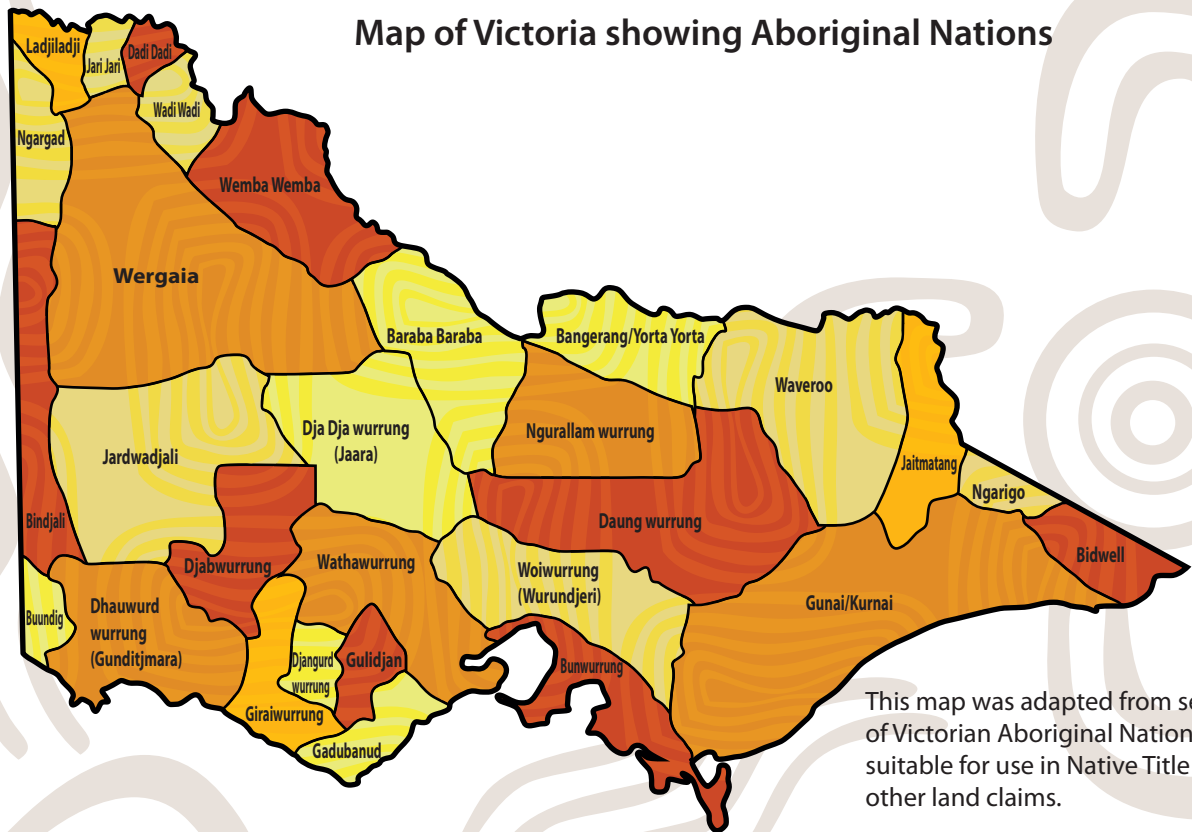 Map of Victoria showing Aboriginal Nations
Ladjiladji
Jari Jari
Dadi Dadi
Wadi Wadi
Ngargad
Wemba Wemba
Wergaia
Baraba Baraba
Bangerang/Yorta Yorta
Waveroo
Dja Dja wurrung
(Jaara)
Ngurallam wurrung
Jardwadjali
Jaitmatang
Ngarigo
Bindjali
Daung wurrung
Bidwell
Djabwurrung
Wathawurrung
Woiwurrung
(Wurundjeri)
Gunai/Kurnai
Buundig
Dhauwurd
wurrung
(Gunditjmara)
Djangurd
wurrung
Gulidjan
Bunwurrung
Giraiwurrung
Gadubanud
This map was adapted from se
of Victorian Aboriginal Nation
suitable for use in Native Title
other land claims.